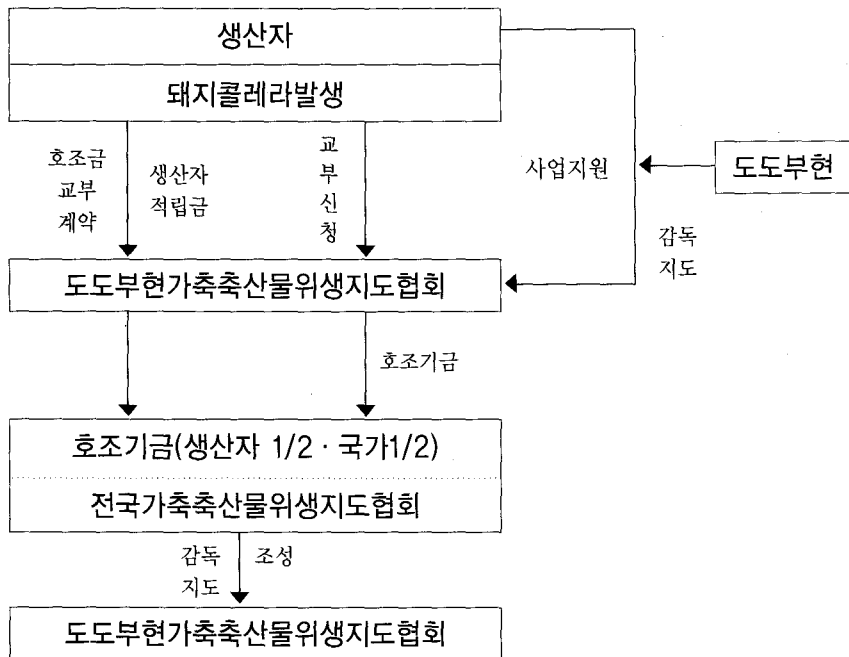 생산자
돼지콜레라발생
호조금
교부
계약
생산자
적립금
교
부
신
청
사업지원
도도부현
감독
지도
도도부현가축축산물위생지도협회
호조기금
호조기금(생산자 1/2 · 국가1/2)
전국가축축산물위생지도협회
감독
지도
조성
도도부현가축축산물위생지도협회